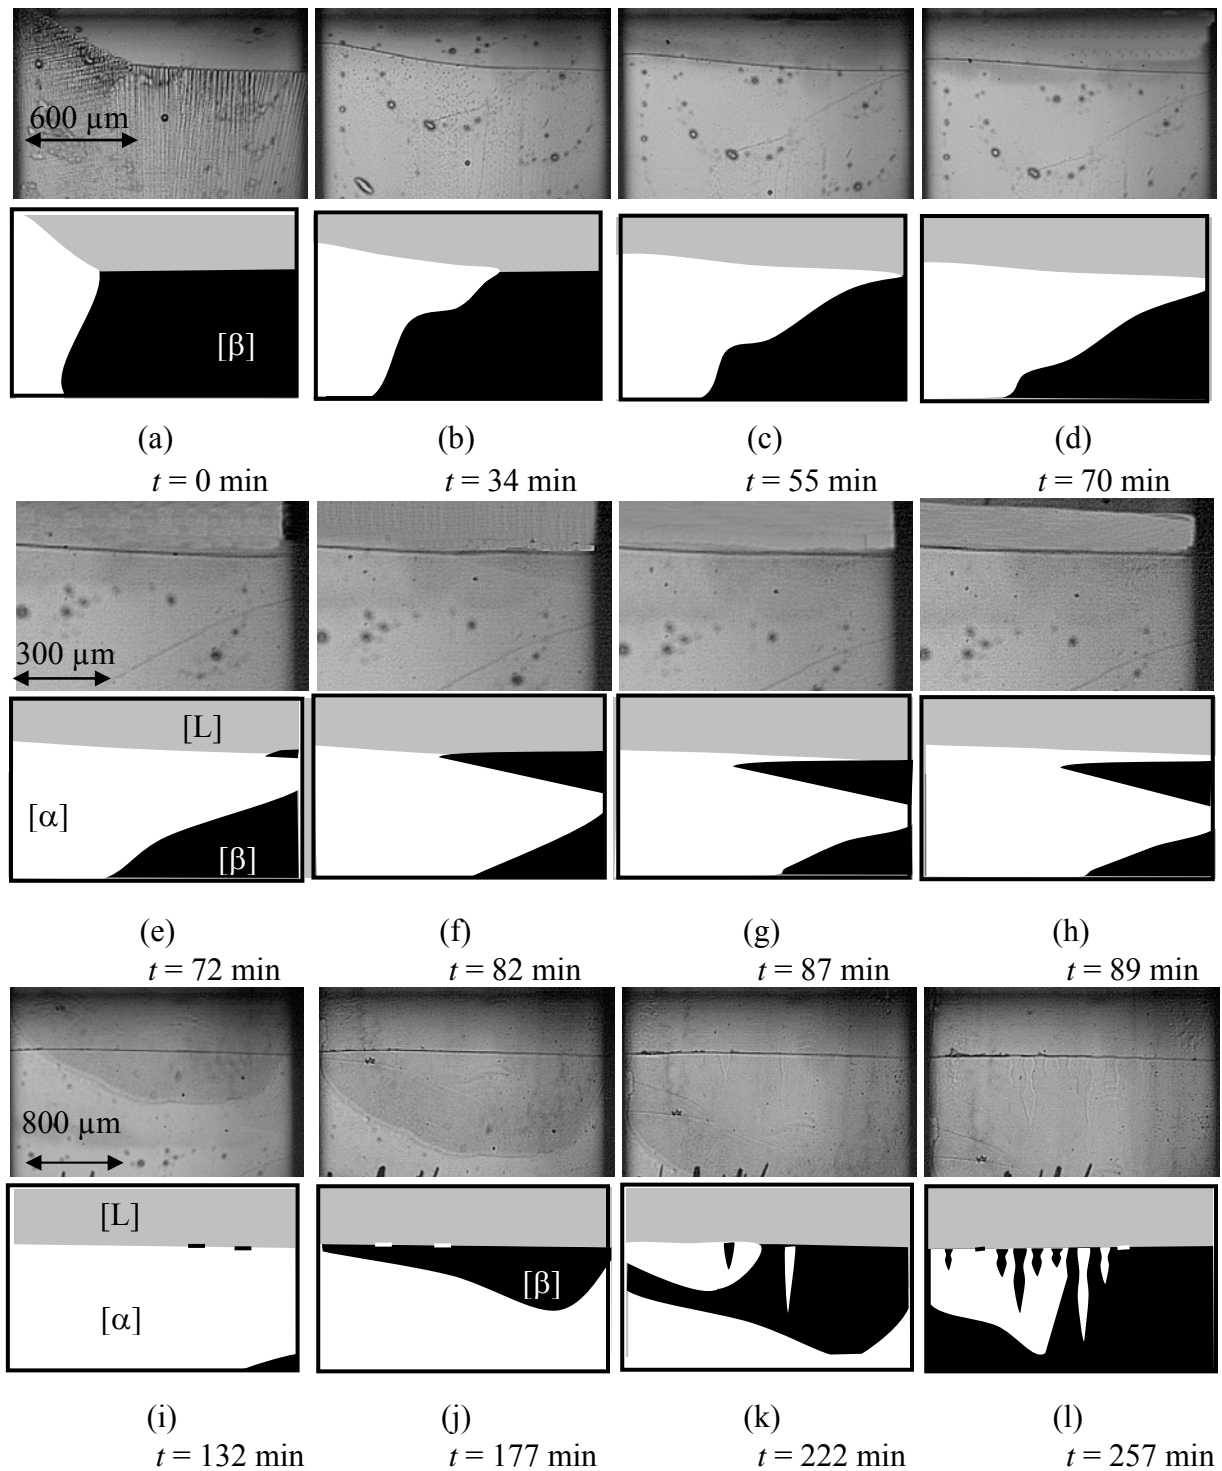 600 µm
[β]
(a) (b) (c) (d)
t = 0 min t = 34 min t = 55 min t = 70 min
300 µm
[L]
[α]
[β]
(e) (f) (g) (h)
t = 72 min t = 82 min t = 87 min t = 89 min
800 µm
[L]
[β]
[α]
(i) (j) (k) (l)
t = 132 min t = 177 min t = 222 min t = 257 min